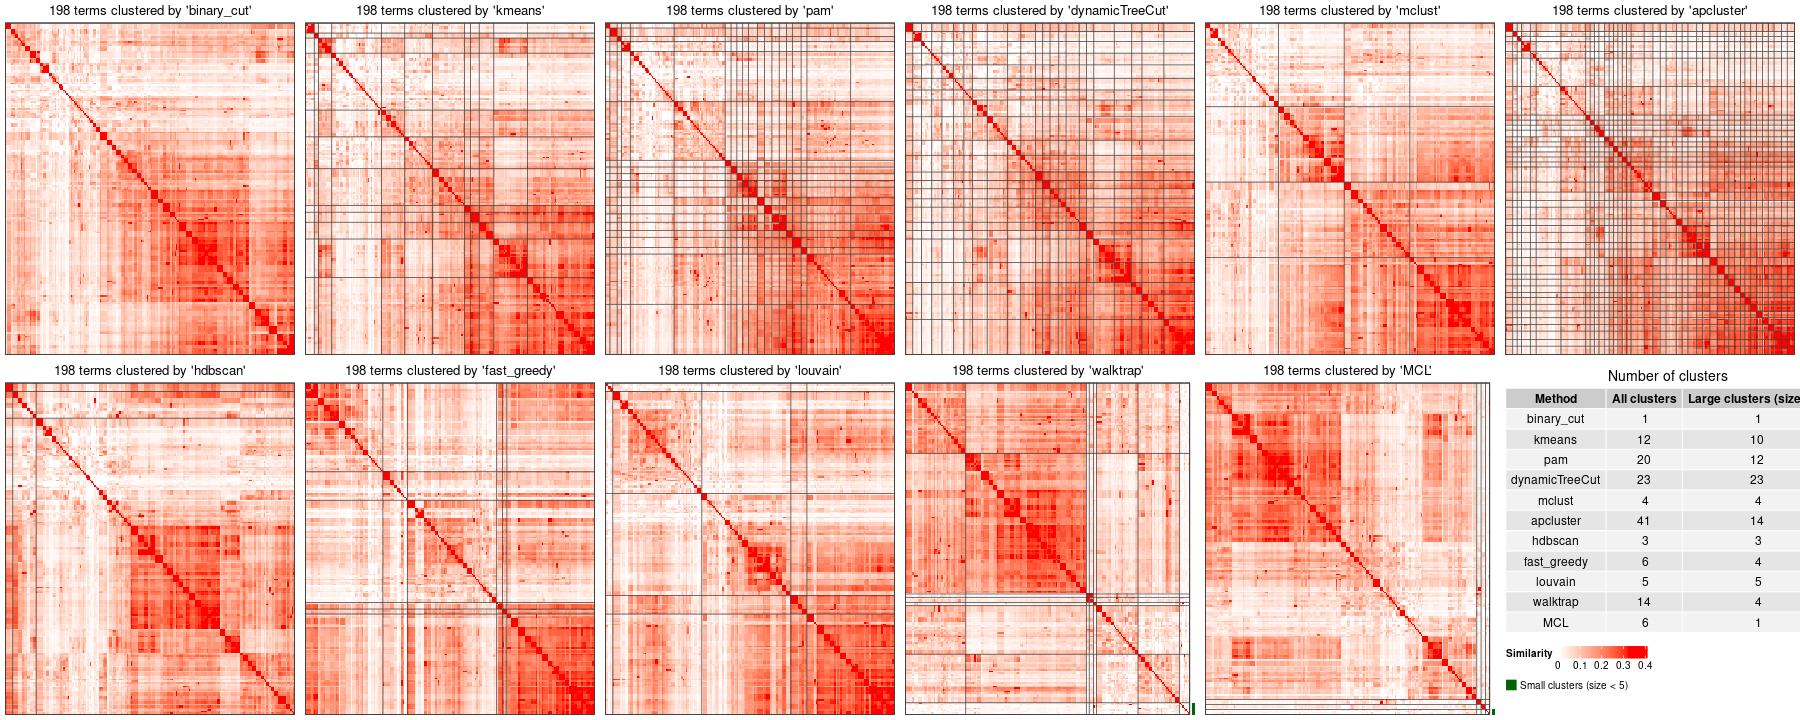 198 terms clustered by 'binary_cut'
198 terms clustered by 'kmeans'
198 terms clustered by 'pam'
198 terms clustered by 'dynamicTreeCut'
198 terms clustered by 'mclust'
198 terms clustered by 'apcluster'
198 terms clustered by 'hdbscan'
198 terms clustered by 'fast_greedy'
198 terms clustered by 'louvain'
198 terms clustered by 'walktrap'
198 terms clustered by 'MCL'
Number of clusters
Method All clusters Large clusters (size
binary_cut 1 1
kmeans 12 10
pam 20 12
dynamicTreeCut 23 23
mclust 4 4
apcluster 41 14
hdbscan 3 3
fast_greedy 6 4
louvain 5 5
walktrap 14 4
MCL 6 1
Similarity
0 0.1 0.2 0.3 0.4
Small clusters (size < 5)